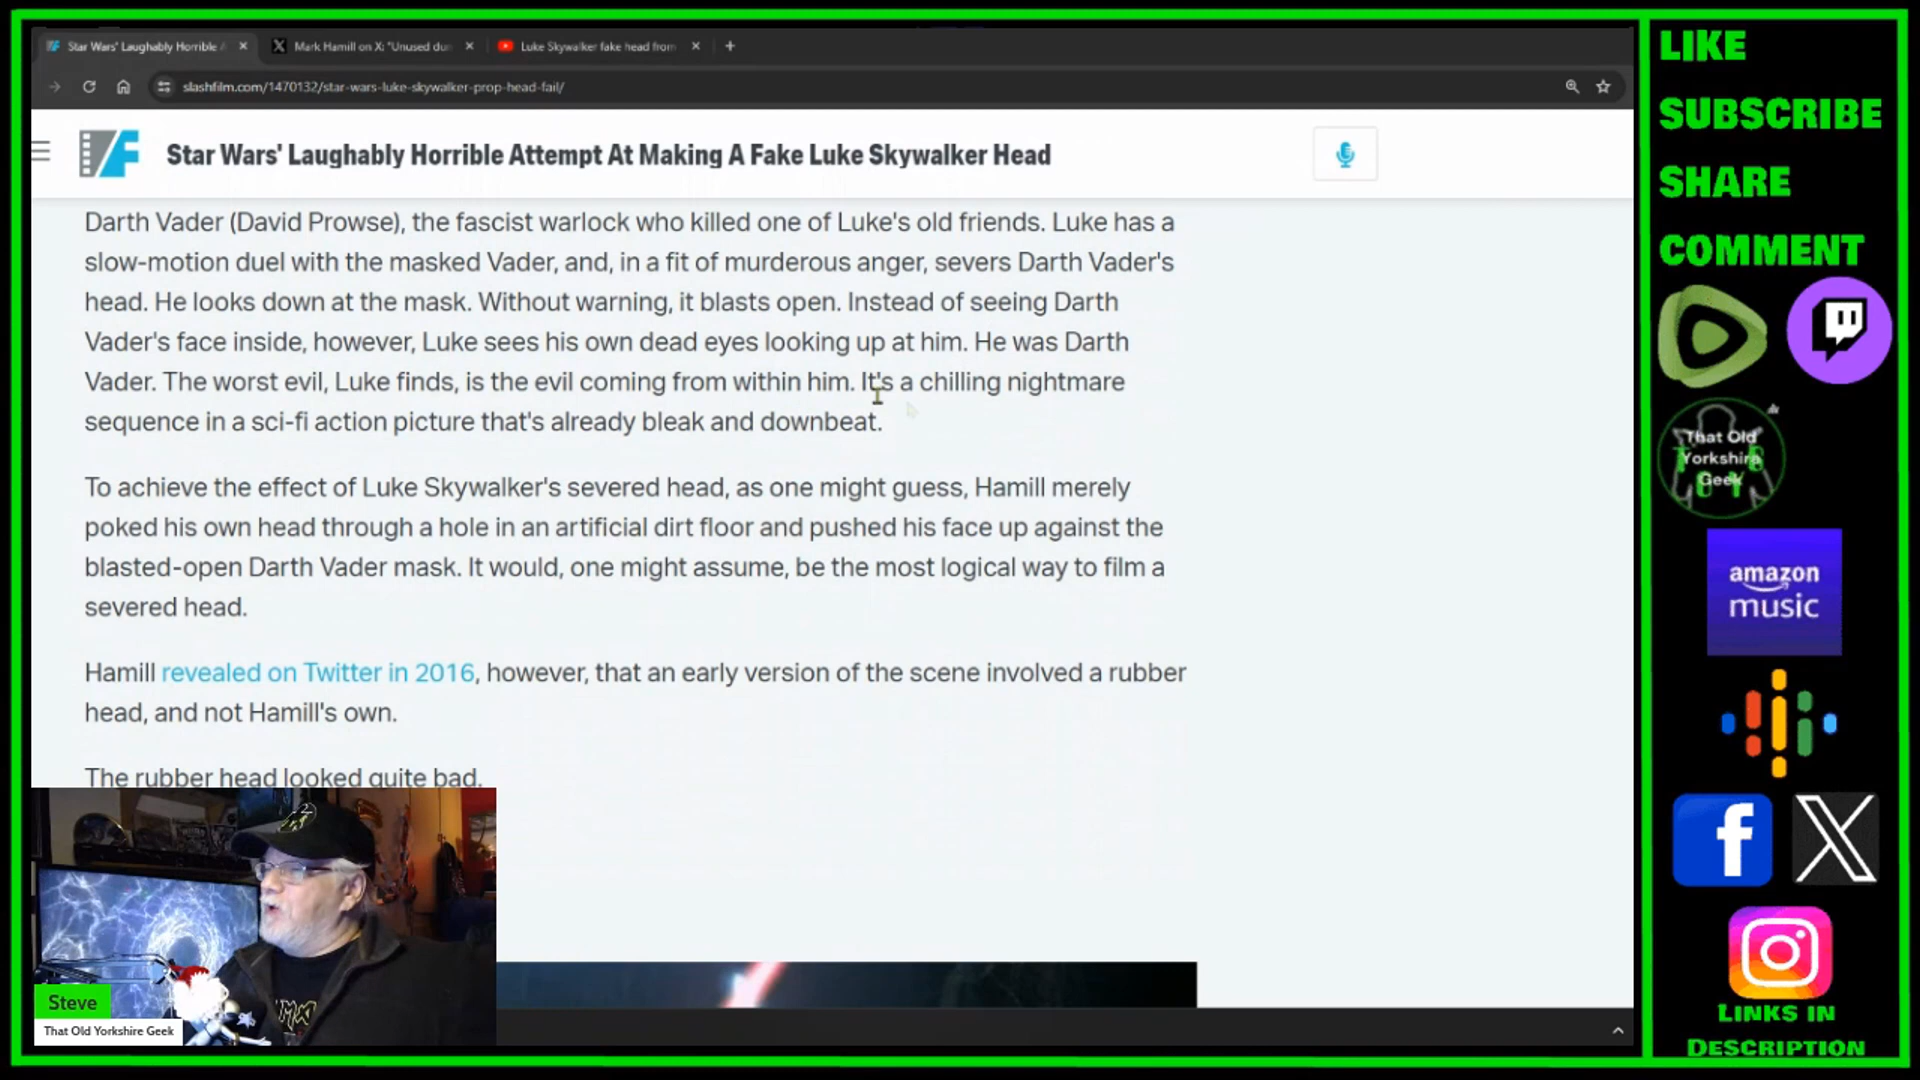 Star Wars' Laughably Horrible A
Mark Hamill on X: "Unused dun
Luke Skywalker fake head from
slashfilm.com/1470132/star-wars-luke-skywalker-prop-head-fail/
Star Wars' Laughably Horrible Attempt At Making A Fake Luke Skywalker Head
Darth Vader (David Prowse), the fascist warlock who killed one of Luke's old friends. Luke has a
slow-motion duel with the masked Vader, and, in a fit of murderous anger, severs Darth Vader's
head. He looks down at the mask. Without warning, it blasts open. Instead of seeing Darth
Vader's face inside, however, Luke sees his own dead eyes looking up at him. He was Darth
Vader. The worst evil, Luke finds, is the evil coming from within him. It's a chilling nightmare
sequence in a sci-fi action picture that's already bleak and downbeat.
To achieve the effect of Luke Skywalker's severed head, as one might guess, Hamill merely
poked his own head through a hole in an artificial dirt floor and pushed his face up against the
blasted-open Darth Vader mask. It would, one might assume, be the most logical way to film a
severed head.
Hamill revealed on Twitter in 2016, however, that an early version of the scene involved a rubber
head, and not Hamill's own.
The rubber head looked quite bad.
Steve
That Old Yorkshire Geek
LIKE
SUBSCRIBE
SHARE
COMMENT
That Old
Yorkshire
Geek
amazon
music
LINKS IN
DESCRIPTION